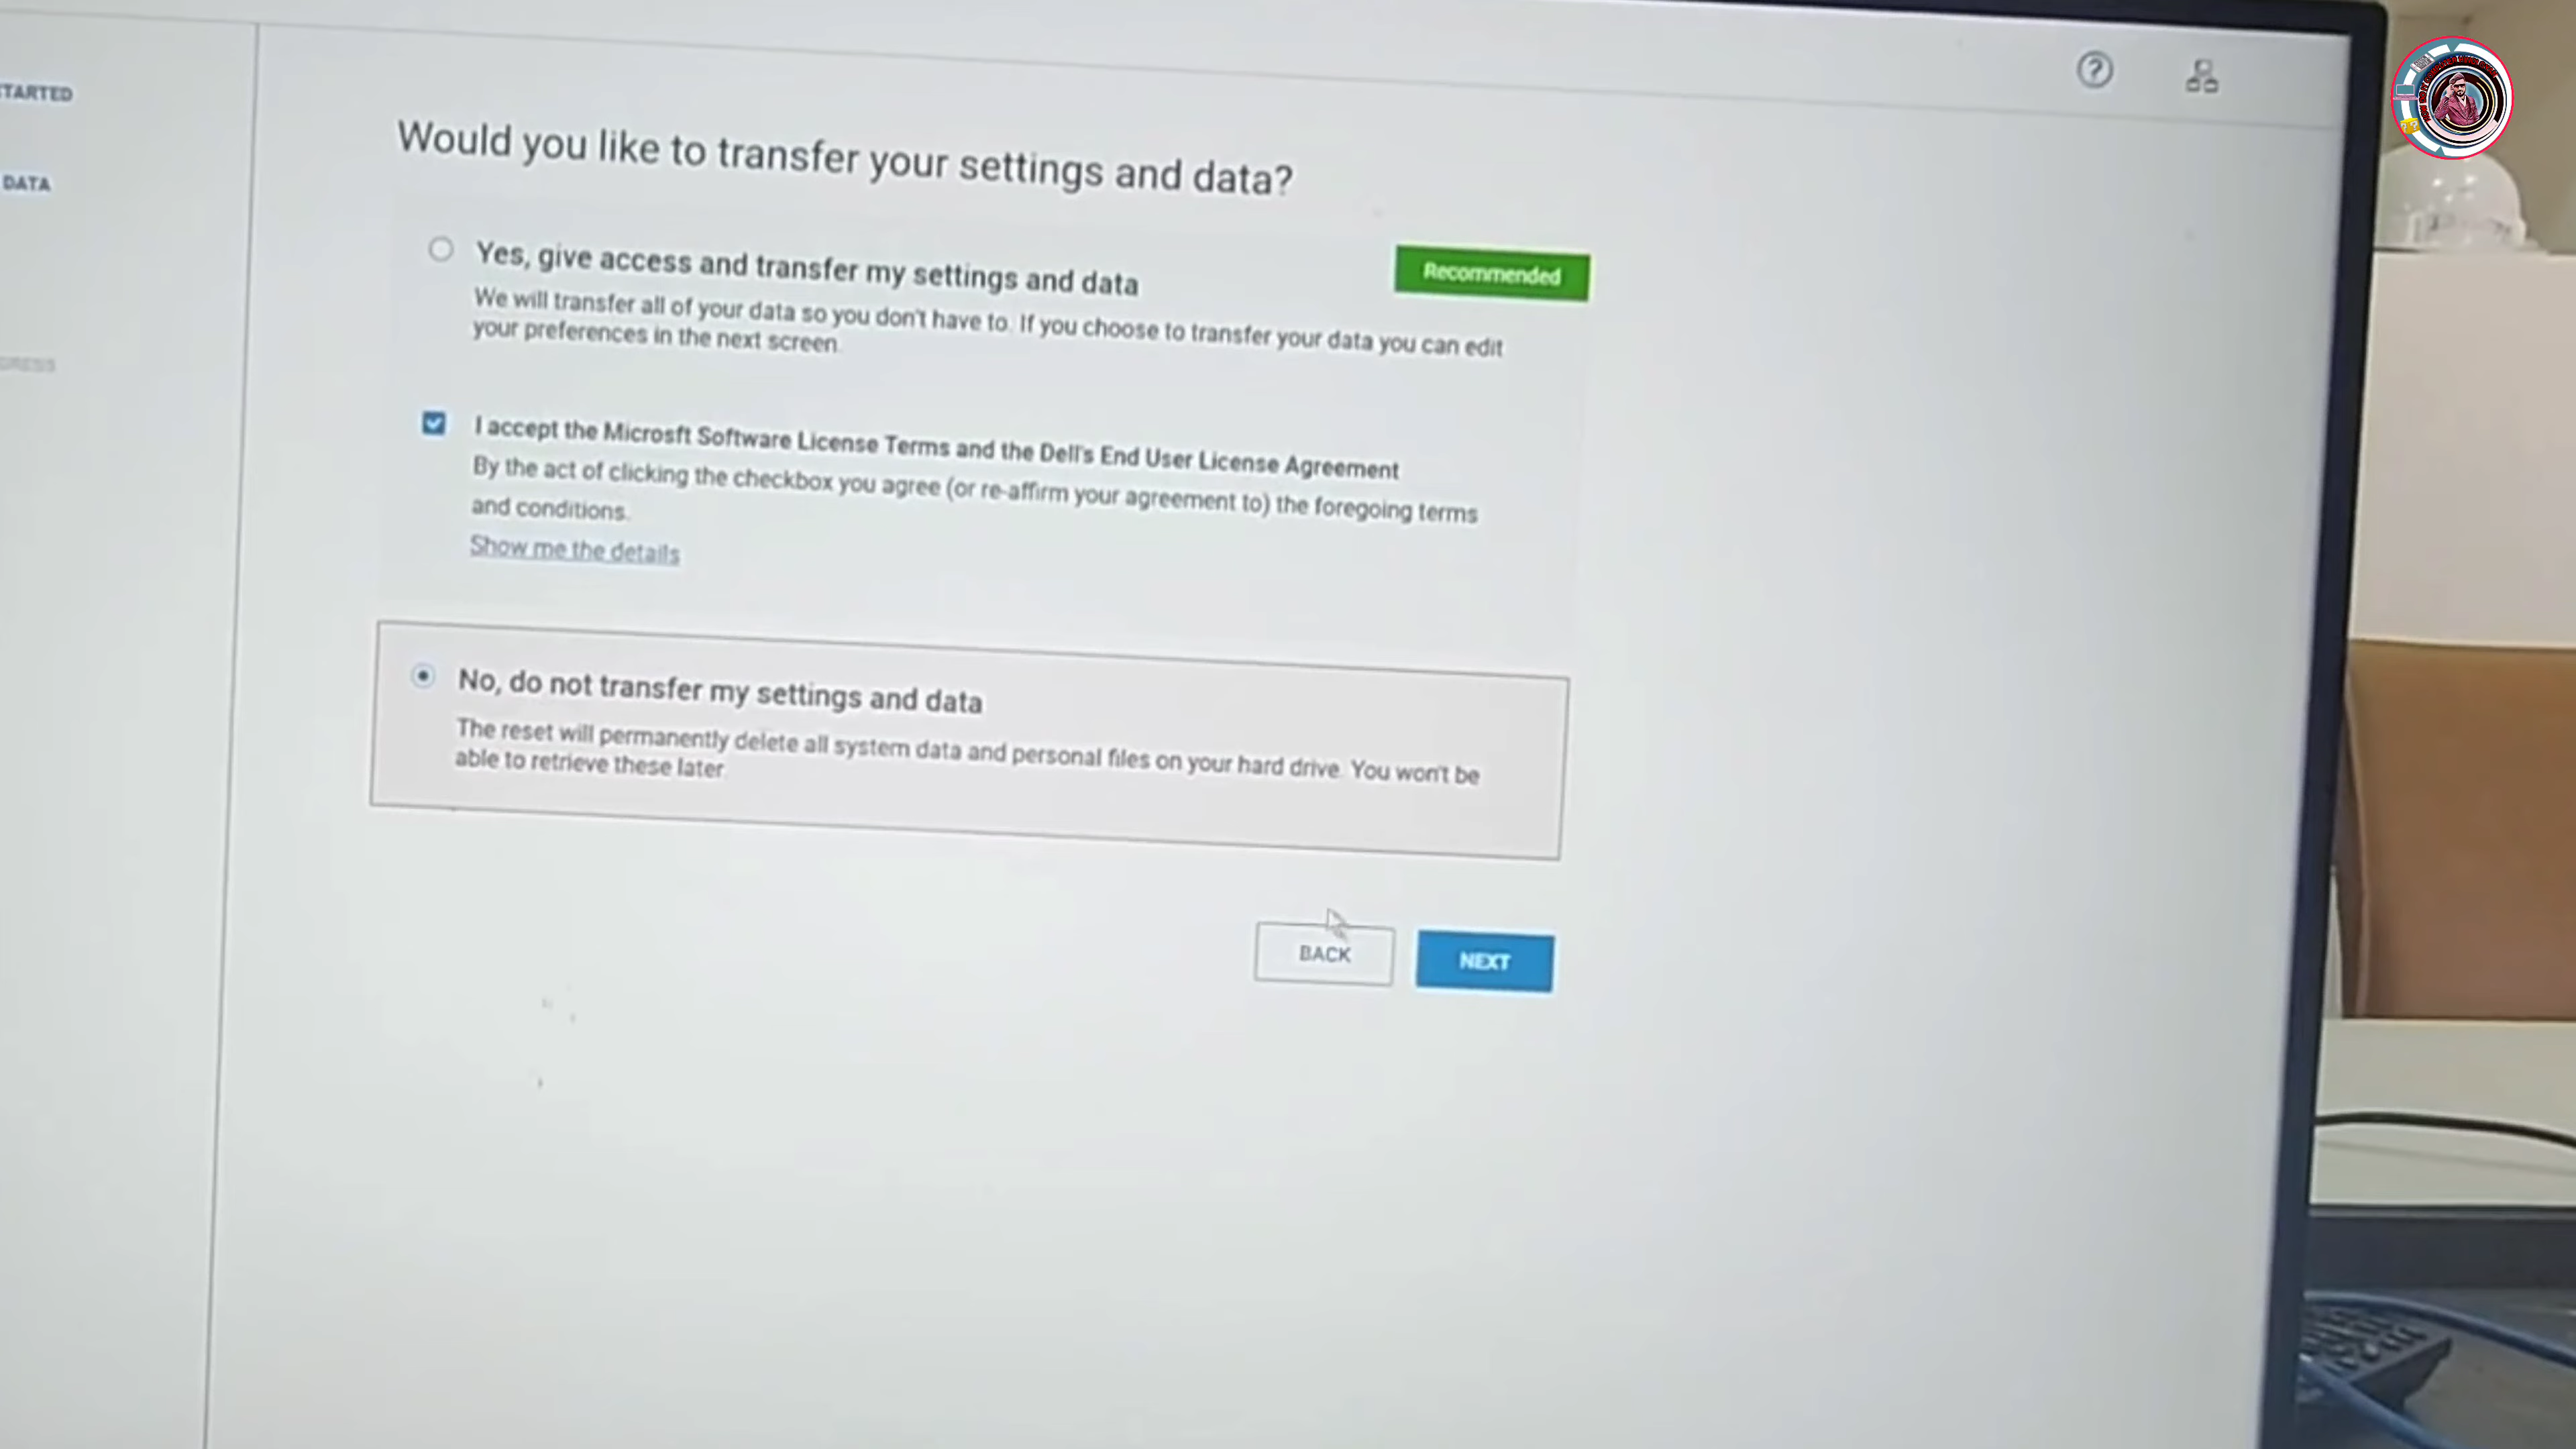 STARTED
DATA
Would you like to transfer your settings and data?
Yes, give access and transfer my settings and data
Recommended
We will transfer all of your data so you don't have to. If you choose to transfer your data you can edit
your preferences in the next screen.
I accept the Microsft Software License Terms and the Dell's End User License Agreement
By the act of clicking the checkbox you agree (or re-affirm your agreement to) the foregoing terms
and conditions.
Show me the details
No, do not transfer my settings and data
The reset will permanently delete all system data and personal files on your hard drive. You won't be
able to retrieve these later.
BACK
NEXT